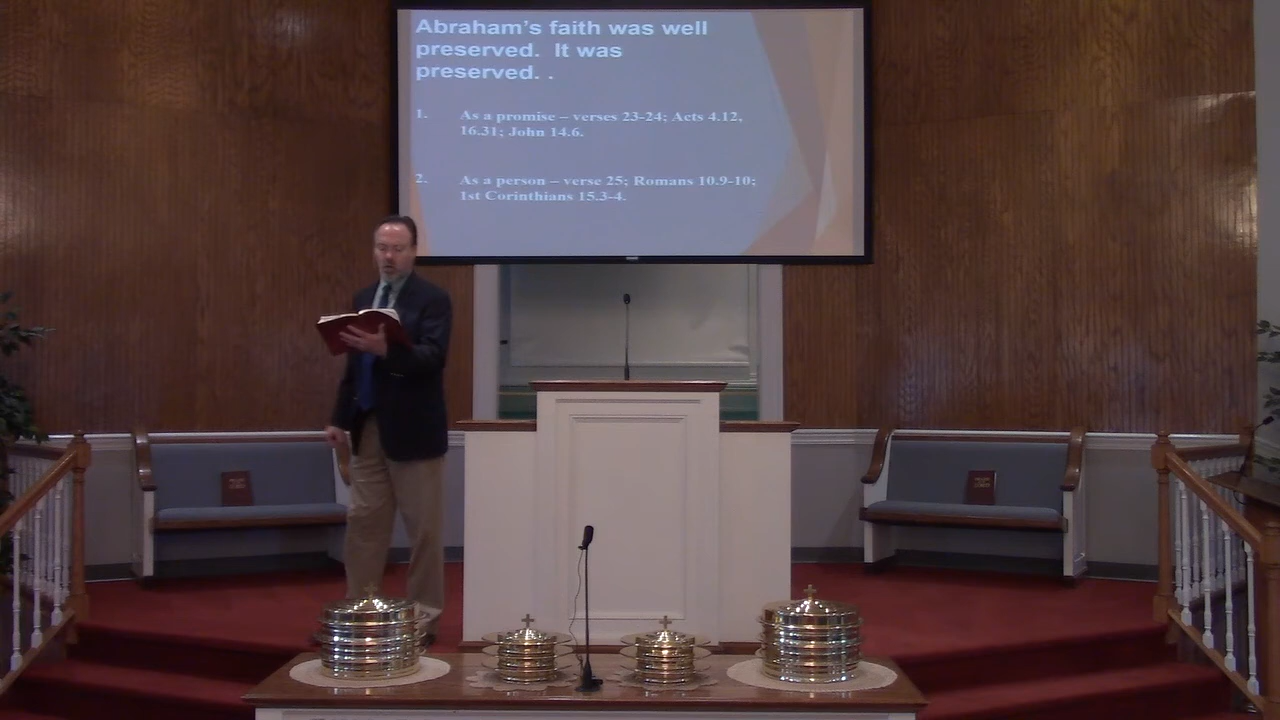 Abraham's faith was well
preserved. It was
preserved. .
1. As a promise – verses 23-24; Acts 4.12,
16.31; John 14.6.
2. As a person – verse 25; Romans 10.9-10;
1st Corinthians 15.3-4.